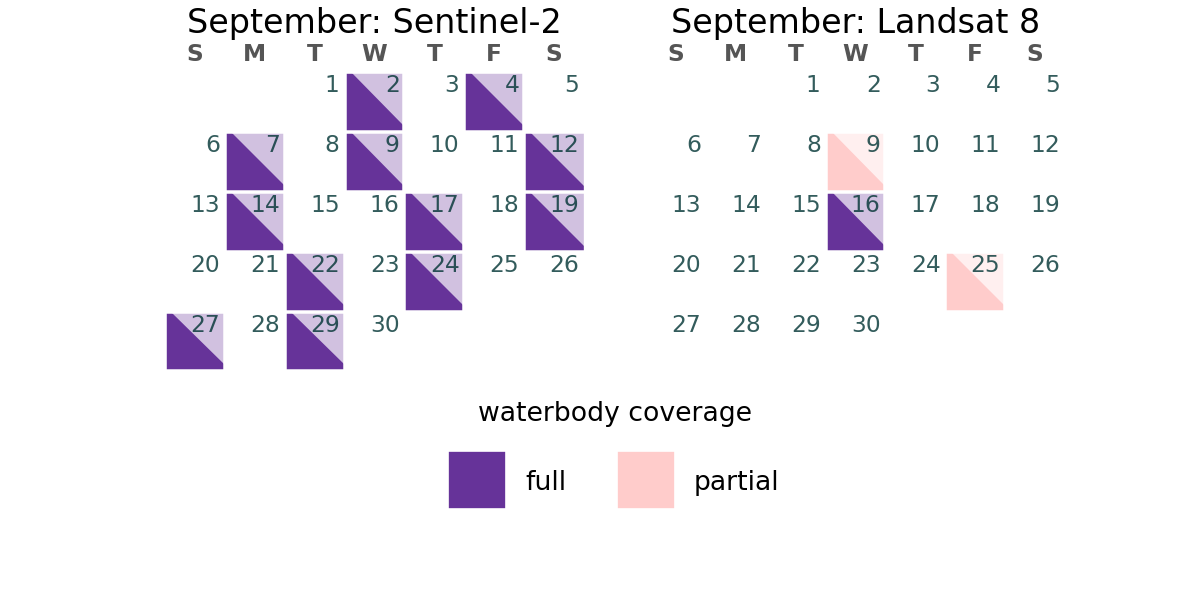 September: Sentinel-2
S M T W T F S
1 2 3 4 5
6 7 8 9 10 11 12
13 14 15 16 17 18 19
20 21 22 23 24 25 26
27 28 29 30
September: Landsat 8
S M T W T F S
1 2 3 4 5
6 7 8 9 10 11 12
13 14 15 16 17 18 19
20 21 22 23 24 25 26
27 28 29 30
waterbody coverage
full partial